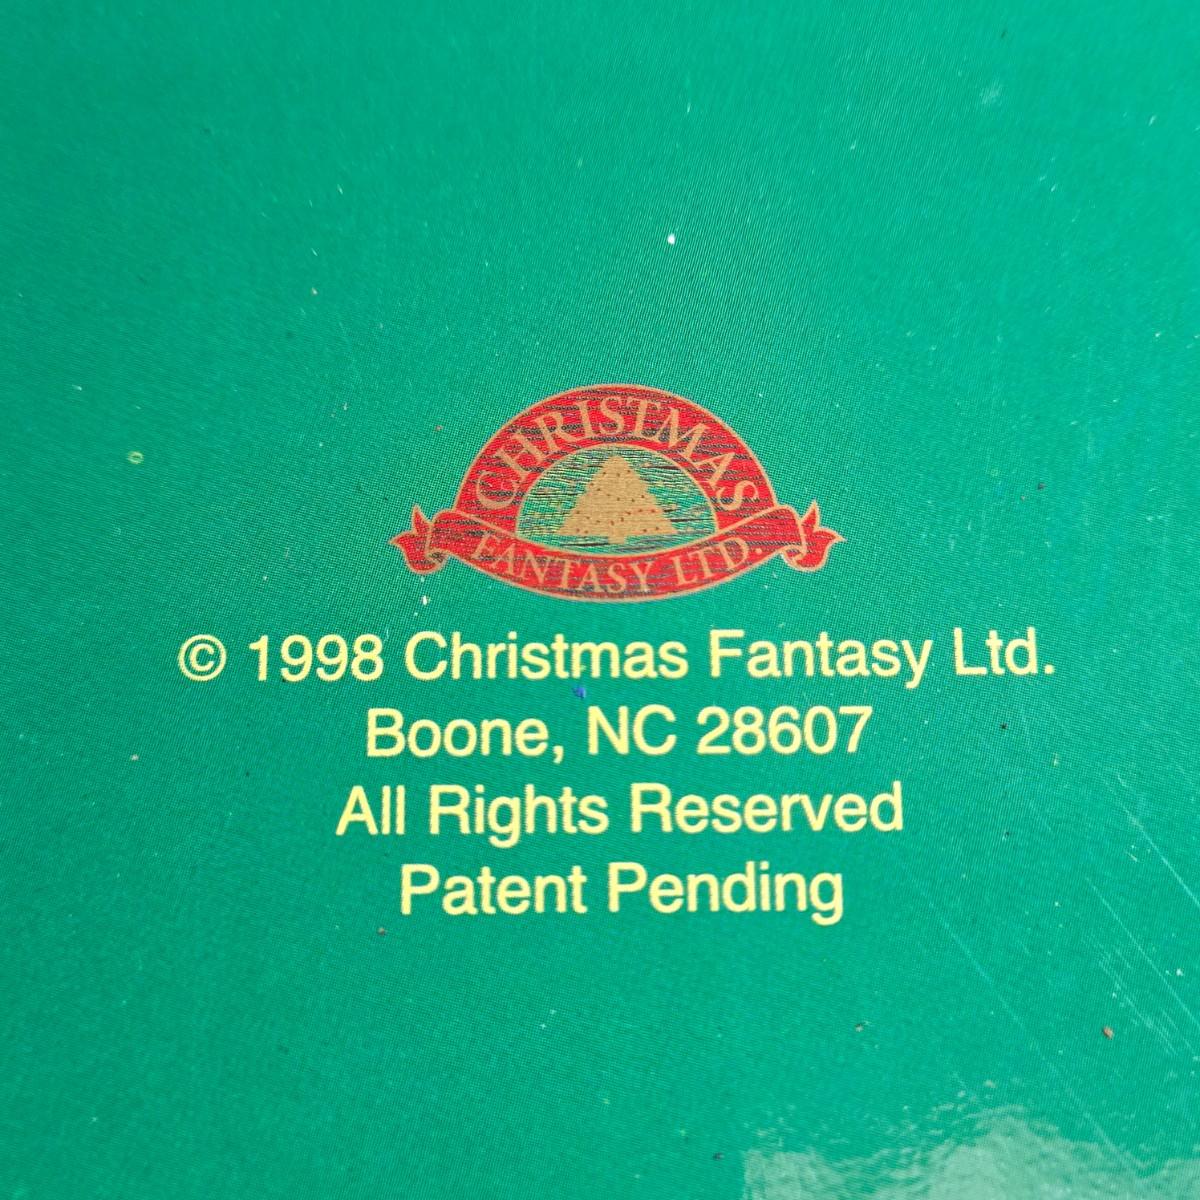 CHRISTMAS
FANTASY LTD.
© 1998 Christmas Fantasy Ltd.
Boone, NC 28607
All Rights Reserved
Patent Pending